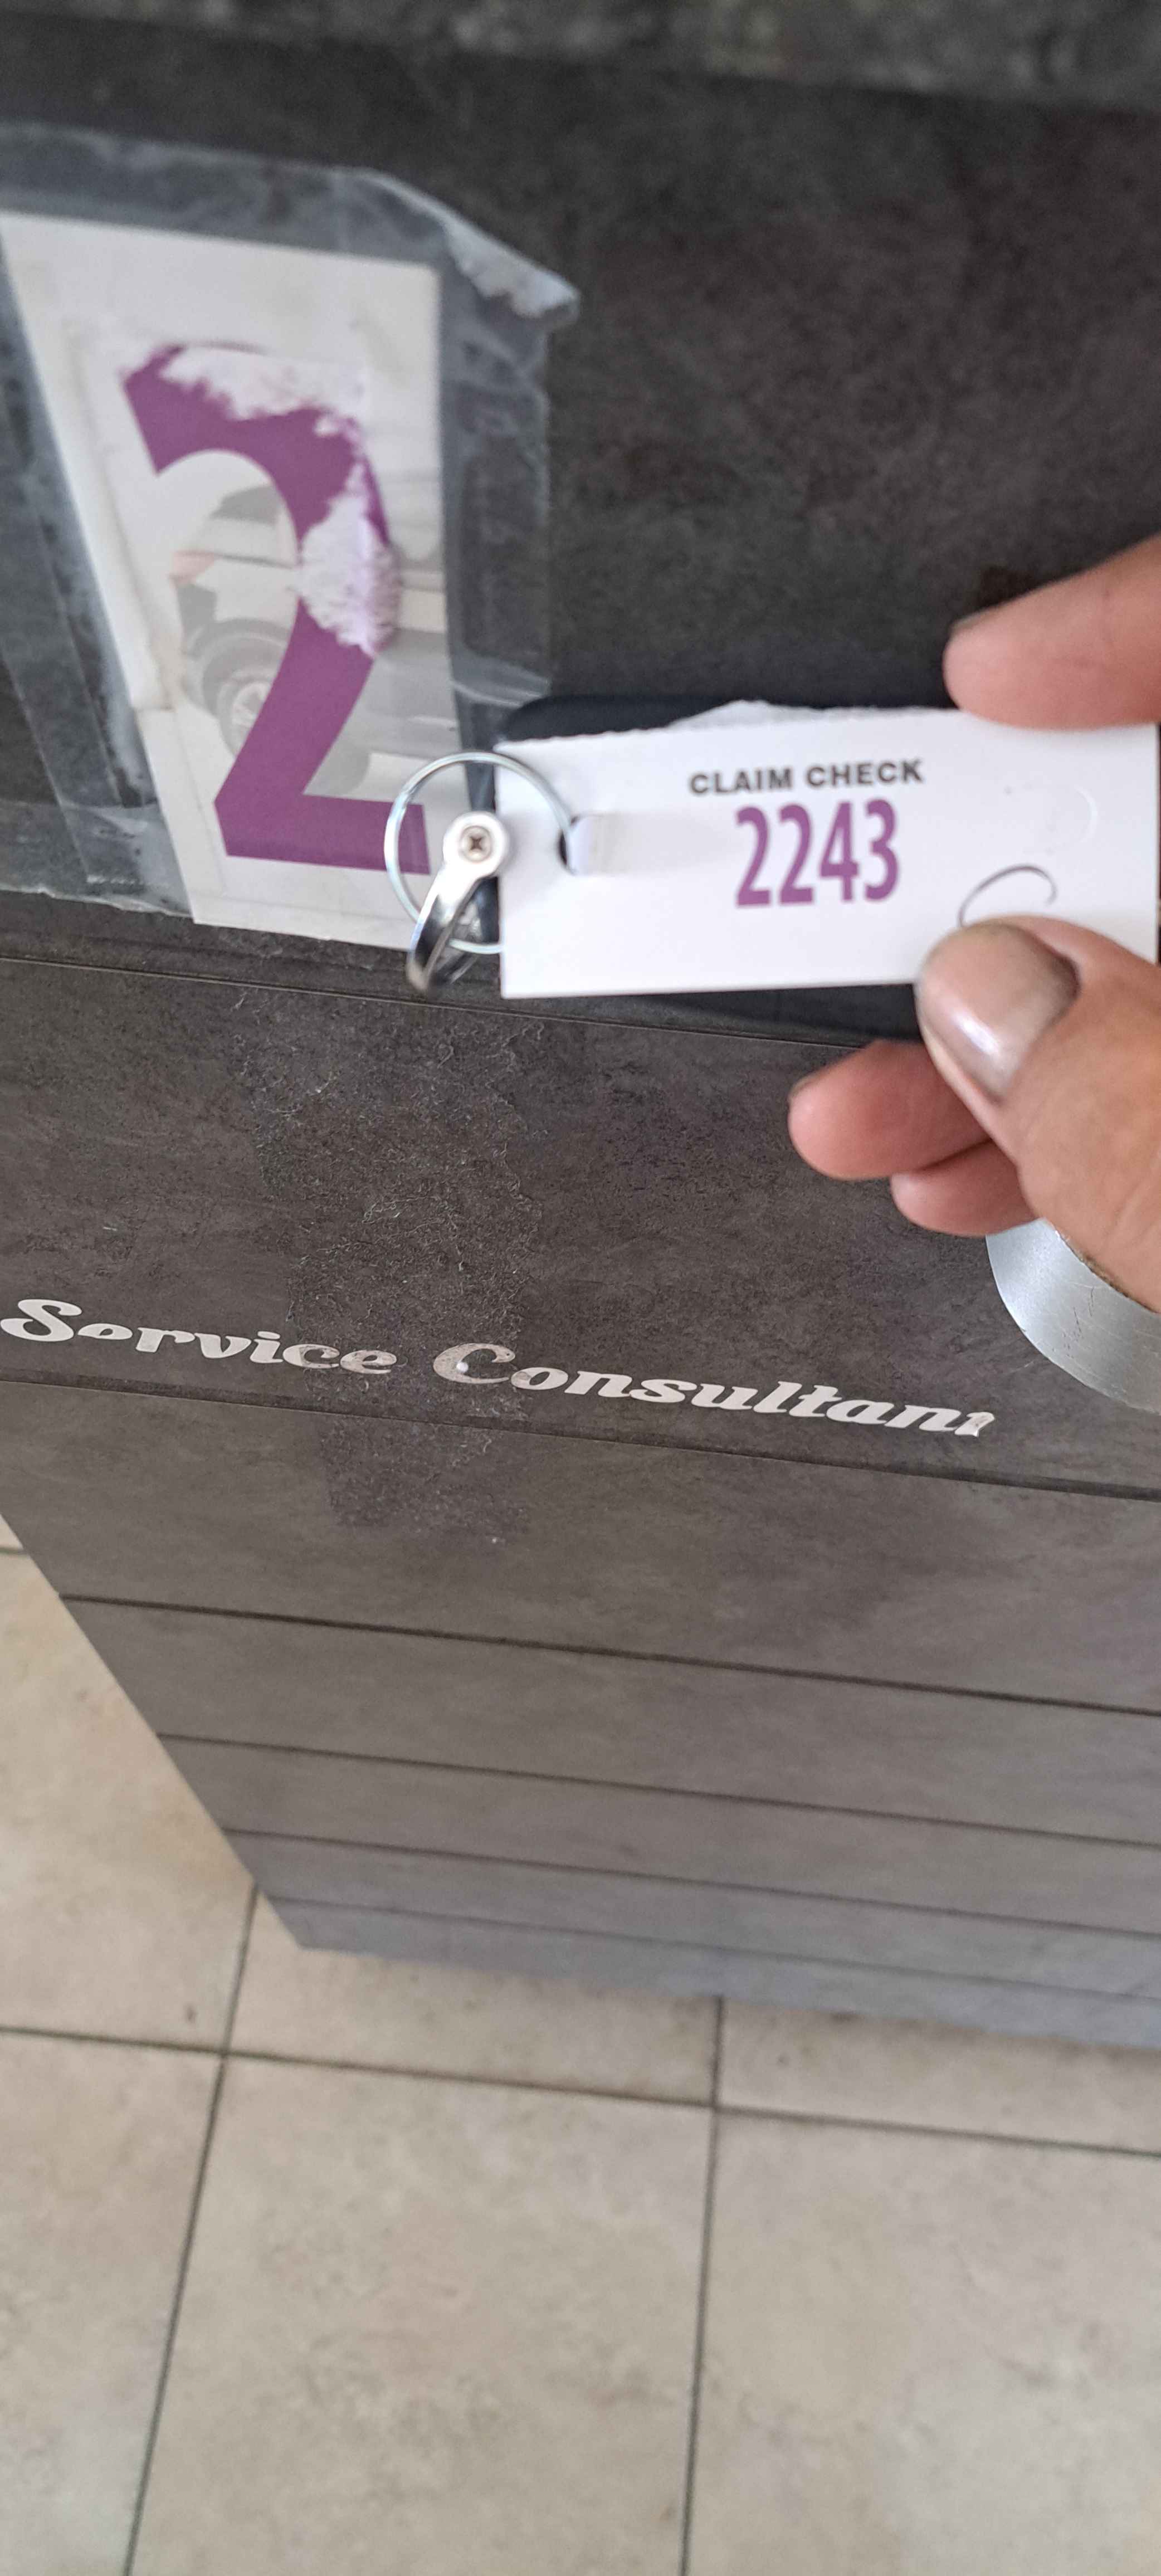 2
CLAIM CHECK
2243
Service Consultant